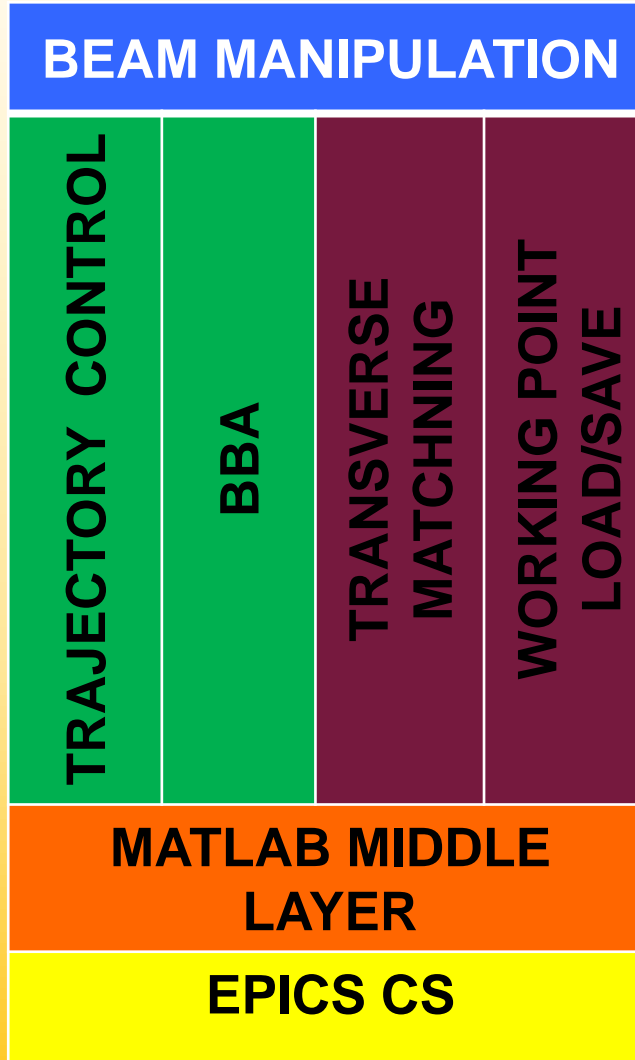 BEAM MANIPULATION
TRAJECTORY CONTROL
BBA
TRANSVERSE
MATCHNING
WORKING POINT
LOAD/SAVE
MATLAB MIDDLE
LAYER
EPICS CS